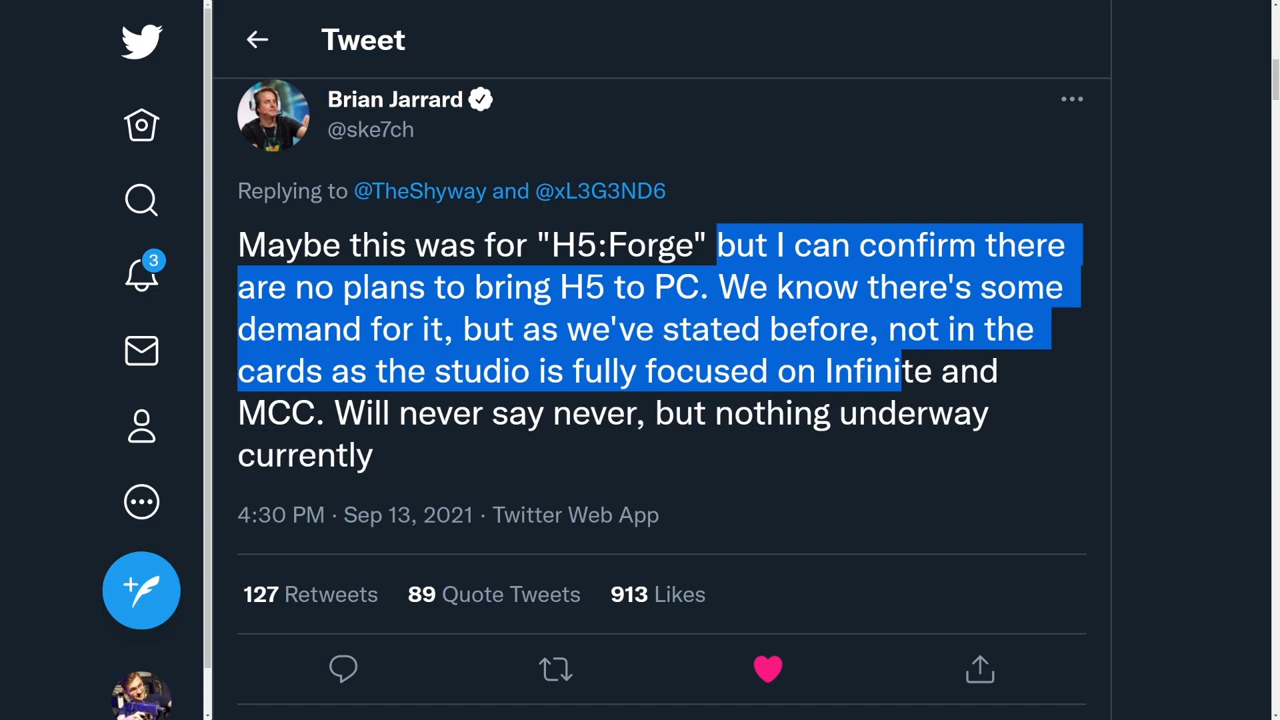 Tweet
Brian Jarrard
@ske7ch
Replying to @TheShyway and @xL3G3ND6
Maybe this was for "H5:Forge" but I can confirm there
are no plans to bring H5 to PC. We know there's some
demand for it, but as we've stated before, not in the
cards as the studio is fully focused on Infinite and
MCC. Will never say never, but nothing underway
currently
4:30 PM · Sep 13, 2021 · Twitter Web App
127 Retweets 89 Quote Tweets 913 Likes
3